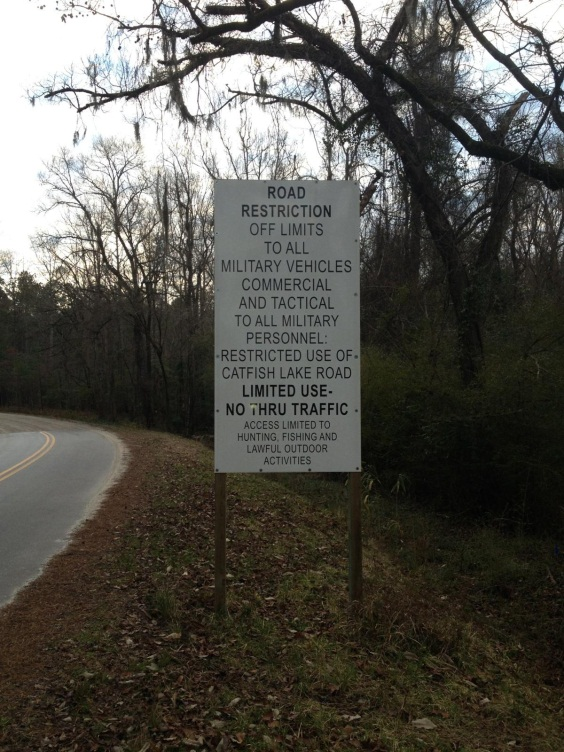 ROAD
RESTRICTION
OFF LIMITS
TO ALL
MILITARY VEHICLES
COMMERCIAL
AND TACTICAL
TO ALL MILITARY
PERSONNEL:
RESTRICTED USE OF
CATFISH LAKE ROAD
LIMITED USE-
NO THRU TRAFFIC
ACCESS LIMITED TO
HUNTING, FISHING AND
LAWFUL OUTDOOR
ACTIVITIES